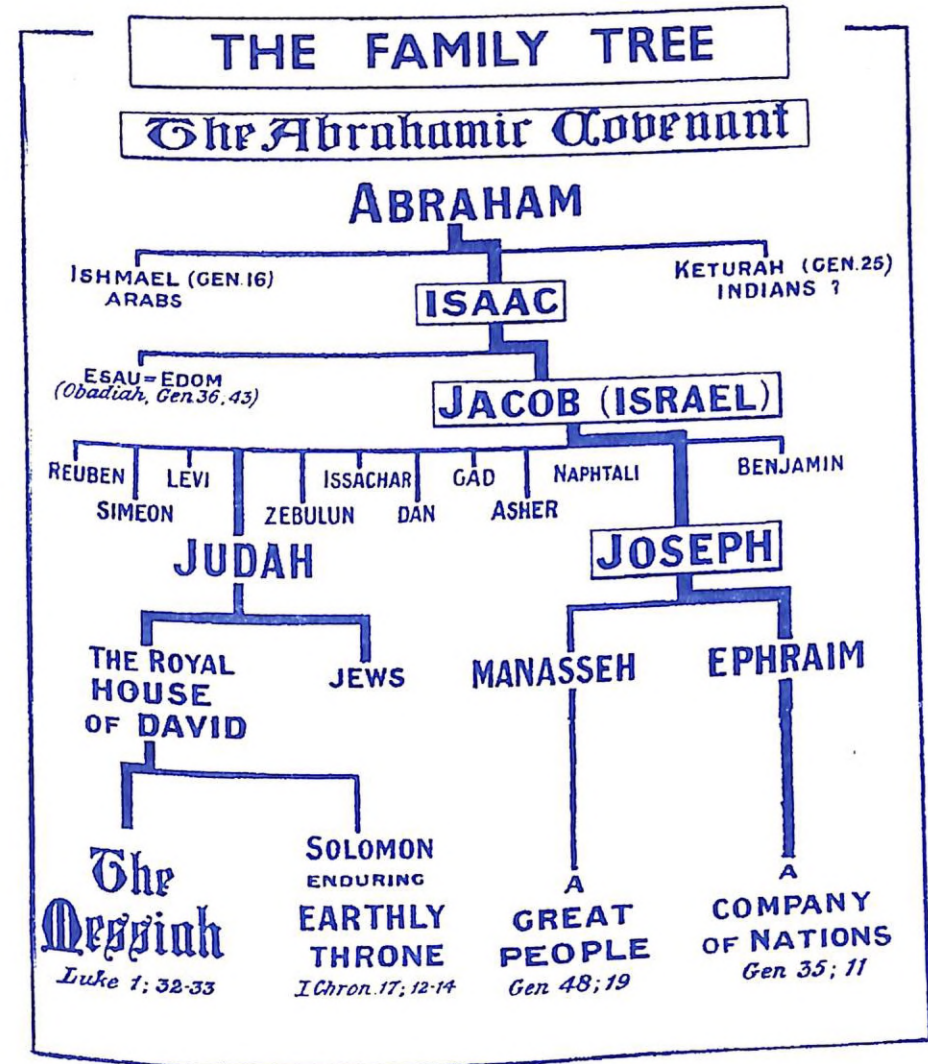 THE FAMILY TREE
The Abrahamic Covenant
ABRAHAM
ISHMAEL (GEN.16)
ARABS
KETURAH (GEN.25)
INDIANS ?
ISAAC
ESAU=EDOM
(Obadiah, Gen 36, 43)
JACOB (ISRAEL)
REUBEN
SIMEON
LEVI
ZEBULUN
ISSACHAR
DAN
GAD
ASHER
NAPHTALI
BENJAMIN
JUDAH
JOSEPH
THE ROYAL
HOUSE
OF DAVID
JEWS
MANASSEH
EPHRAIM
The
Messiah
Luke 1; 32-33
SOLOMON
ENDURING
EARTHLY
THRONE
I Chron. 17; 12-14
A
GREAT
PEOPLE
Gen 48; 19
A
COMPANY
OF NATIONS
Gen 35; 11